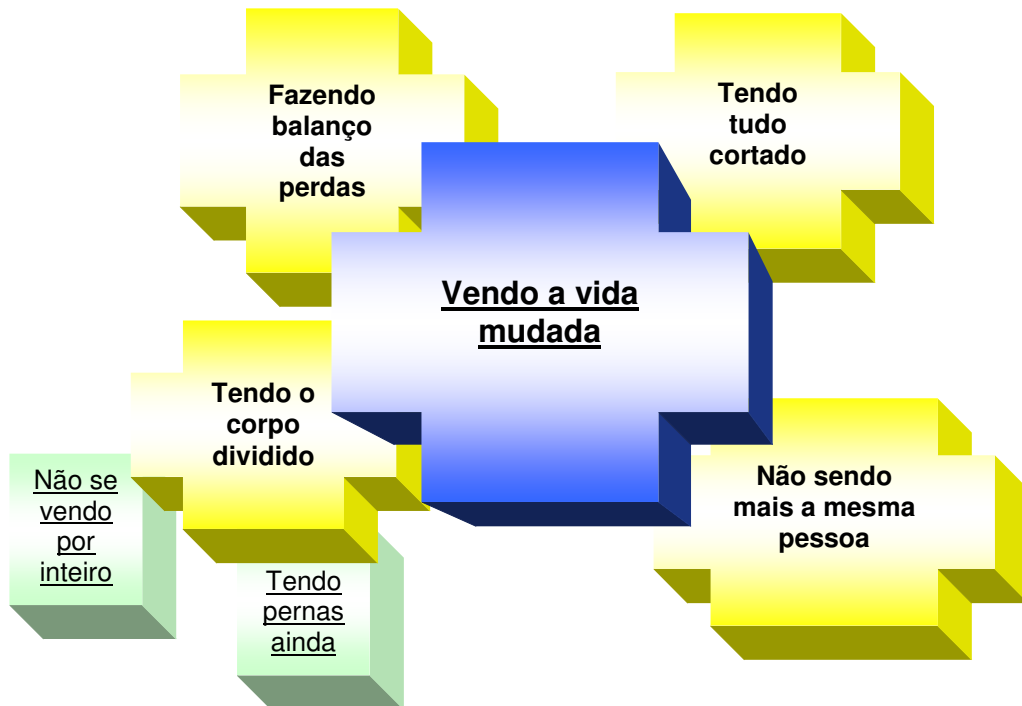 Fazendo
balanço
das
perdas
Tendo
tudo
cortado
Vendo a vida
mudada
Tendo o
corpo
dividido
Não se
vendo
por
inteiro
Tendo
pernas
ainda
Não sendo
mais a mesma
pessoa